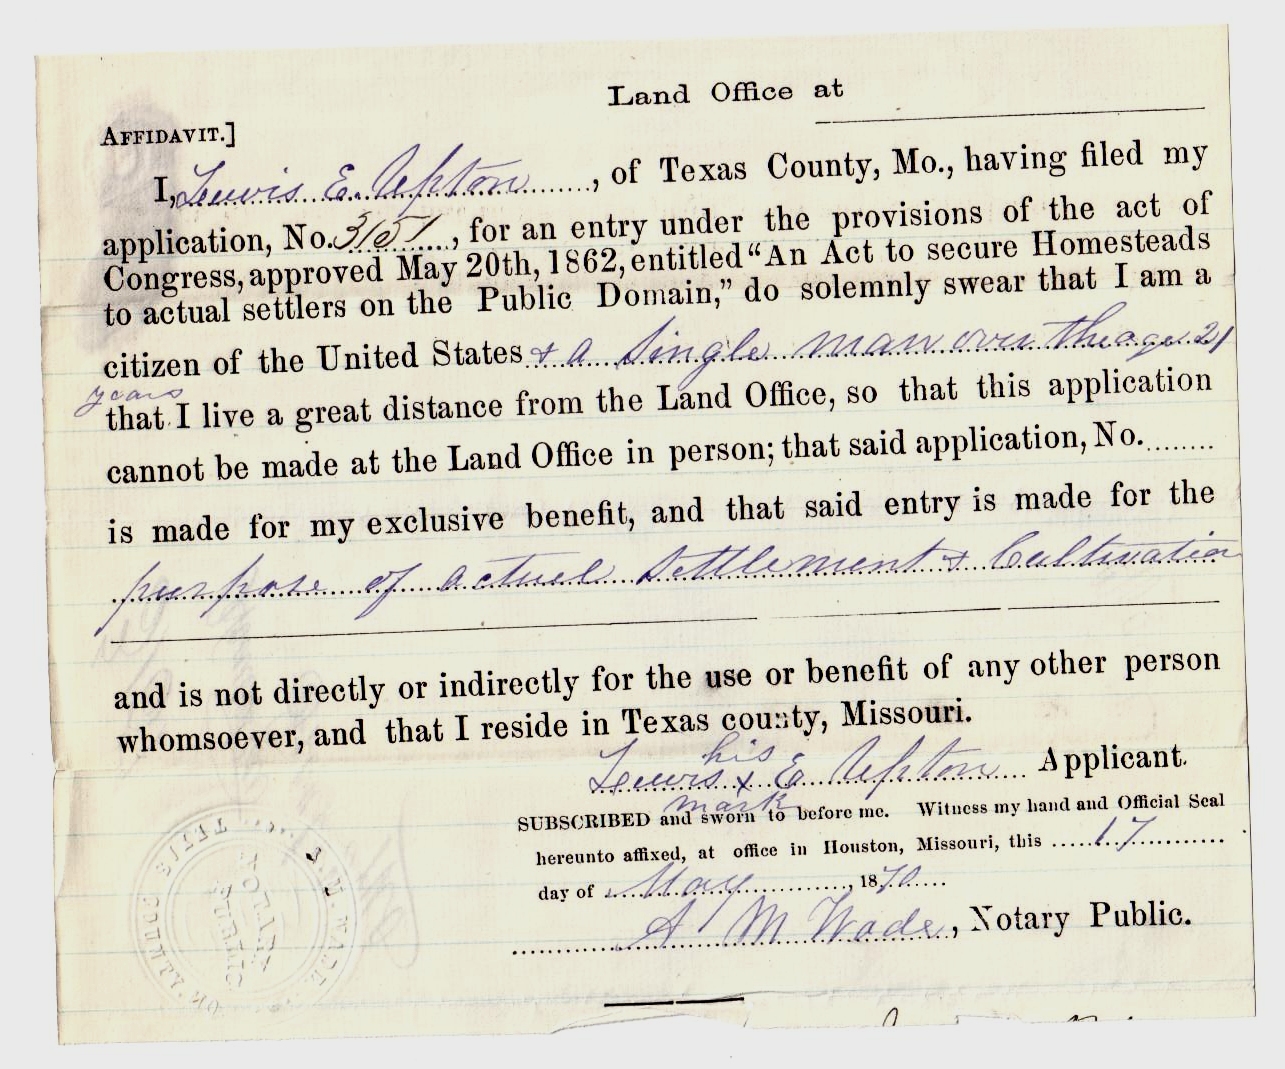 Land Office at
AFFIDAVIT.]
I, Lewis E. Upton, of Texas County, Mo., having filed my
application, No. 3151, for an entry under the provisions of the act of
Congress, approved May 20th, 1862, entitled "An Act to secure Homesteads
to actual settlers on the Public Domain," do solemnly swear that I am a
citizen of the United States & a Single man over the age 21
years
that I live a great distance from the Land Office, so that this application
cannot be made at the Land Office in person; that said application, No.
is made for my exclusive benefit, and that said entry is made for the
purpose of actuel Settlement & Cultivation
and is not directly or indirectly for the use or benefit of any other person
whomsoever, and that I reside in Texas county, Missouri.
his
Lewis x E Upton Applicant.
mark
SUBSCRIBED and sworn to before me. Witness my hand and Official Seal
hereunto affixed, at office in Houston, Missouri, this 17
day of May, 1870
A M Wade, Notary Public.
A.M. WADE
NOTARY
PUBLIC
COUNTY, MO.